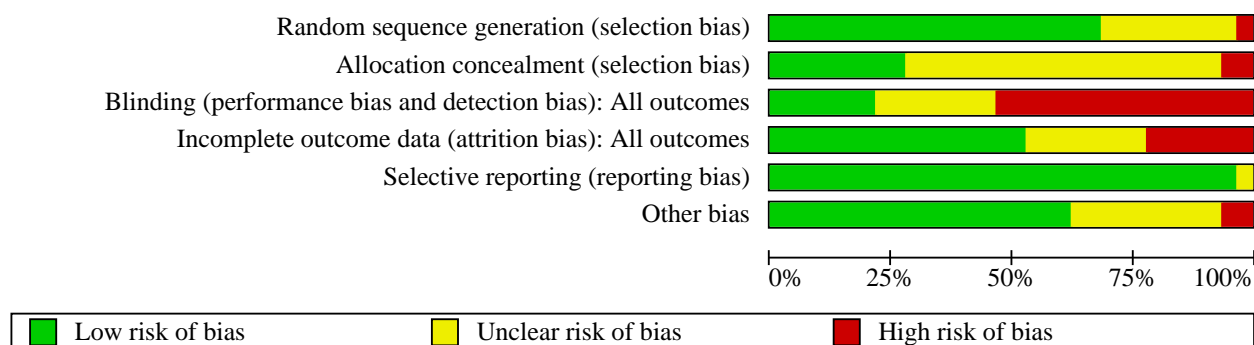 Random sequence generation (selection bias)
Allocation concealment (selection bias)
Blinding (performance bias and detection bias): All outcomes
Incomplete outcome data (attrition bias): All outcomes
Selective reporting (reporting bias)
Other bias
0% 25% 50% 75% 100%
Low risk of bias Unclear risk of bias High risk of bias